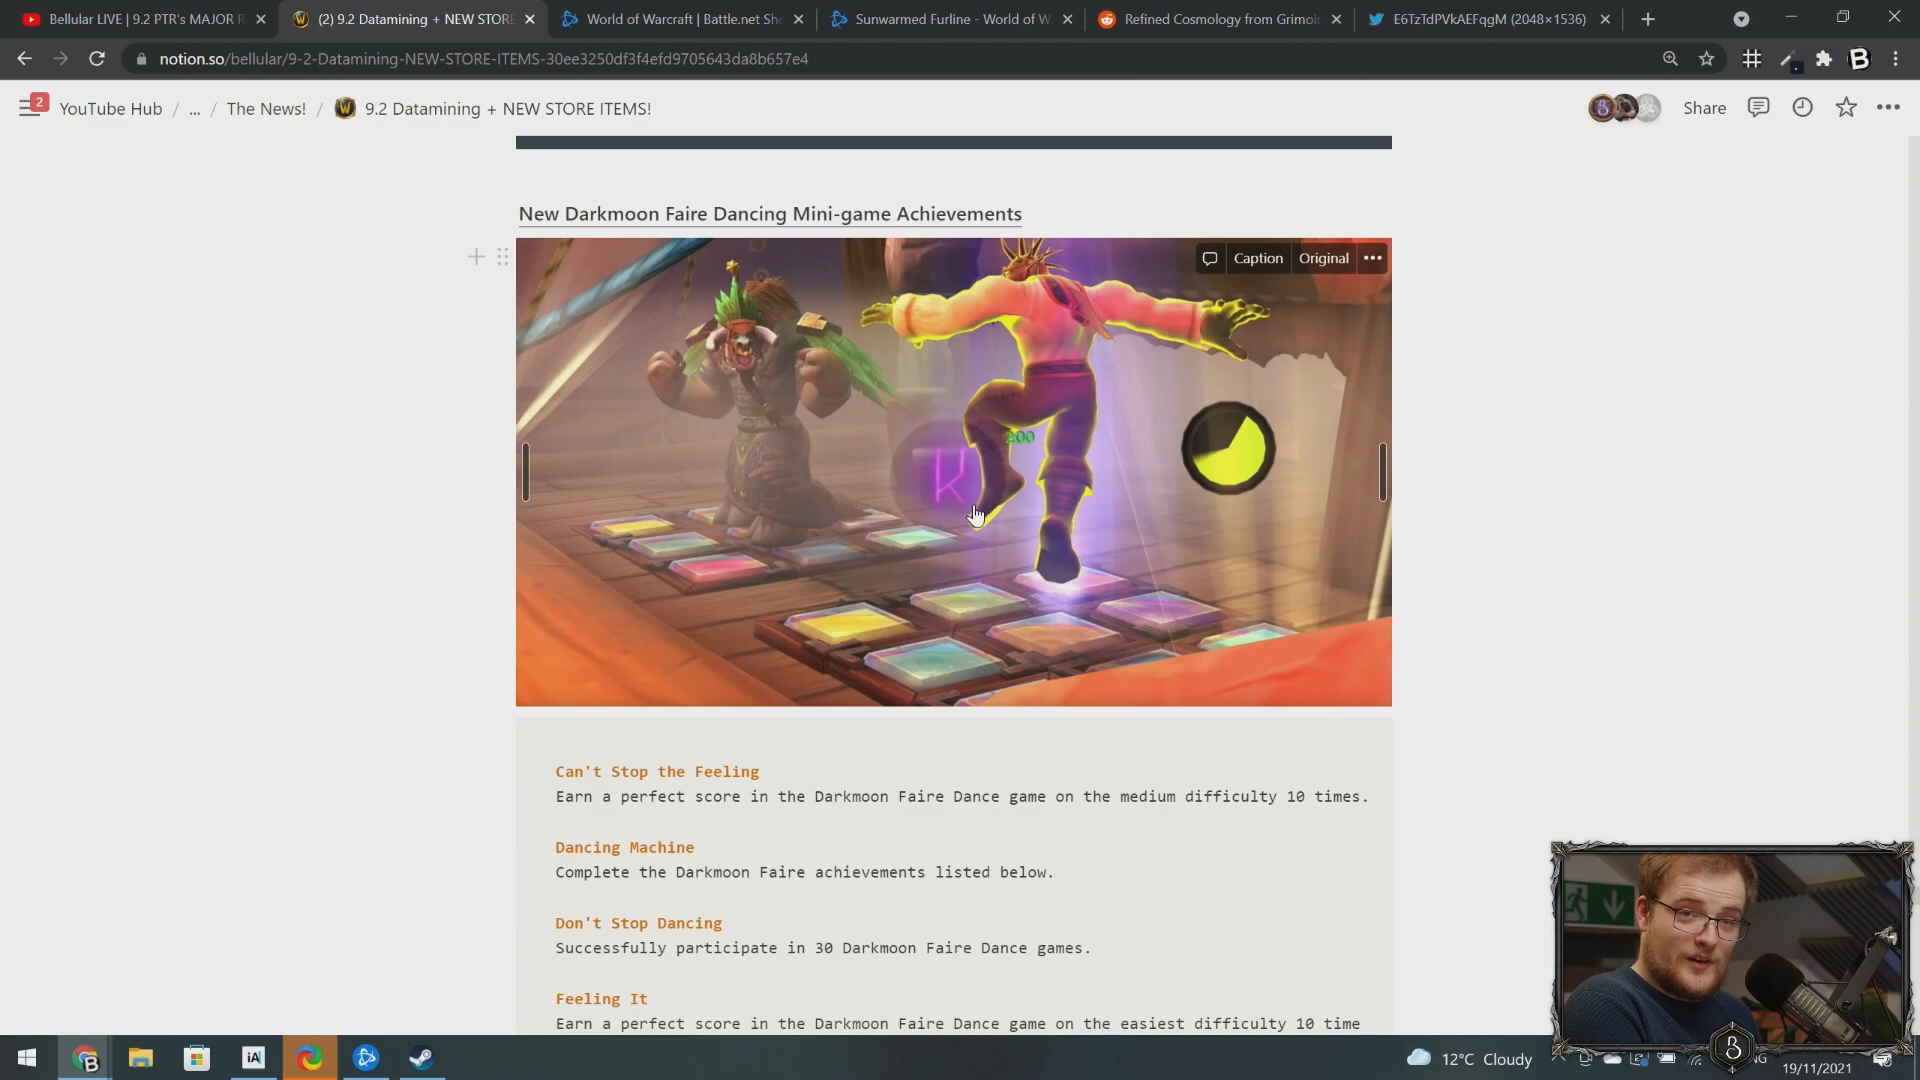 Bellular LIVE | 9.2 PTR's MAJOR R
(2) 9.2 Datamining + NEW STORE
World of Warcraft | Battle.net Sho
Sunwarmed Furline - World of W
Refined Cosmology from Grimoir
E6TzTdPVkAEFqgM (2048×1536)
notion.so/bellular/9-2-Datamining-NEW-STORE-ITEMS-30ee3250df3f4efd9705643da8b657e4
B
2
YouTube Hub / ... / The News! / 9.2 Datamining + NEW STORE ITEMS!
Share
New Darkmoon Faire Dancing Mini-game Achievements
Caption Original
200
K
Can't Stop the Feeling
Earn a perfect score in the Darkmoon Faire Dance game on the medium difficulty 10 times.
Dancing Machine
Complete the Darkmoon Faire achievements listed below.
Don't Stop Dancing
Successfully participate in 30 Darkmoon Faire Dance games.
Feeling It
Earn a perfect score in the Darkmoon Faire Dance game on the easiest difficulty 10 time
iA
B
12°C Cloudy
19/11/2021